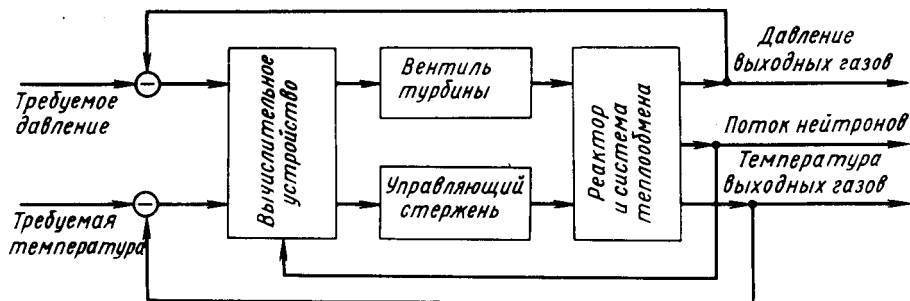 Требуемое
давление
Требуемая
температура
Вычислительное
устройство
Вентиль
турбины
Управляющий
стержень
Реактор
и система
теплообмена
Давление
выходных газов
Поток нейтронов
Температура
выходных газов